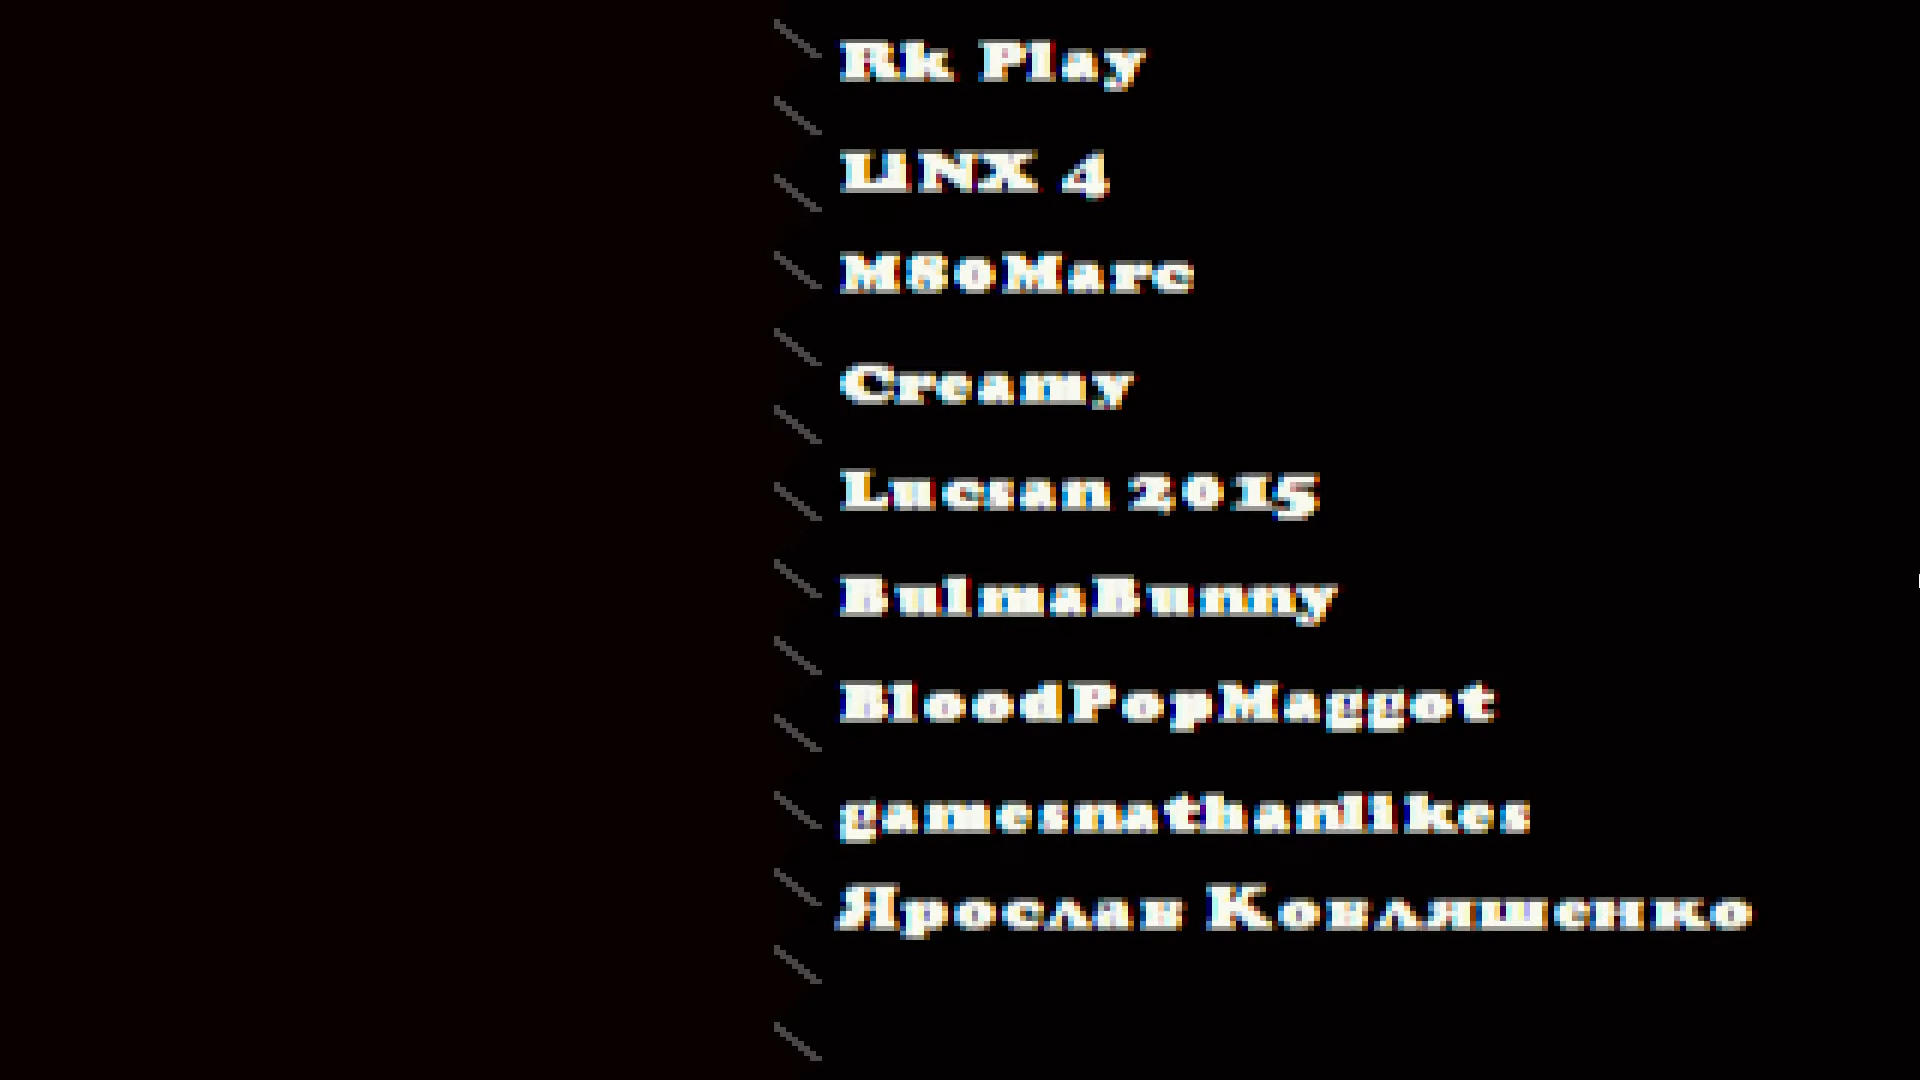 Rk Play
LiNX 4
M80Marc
Creamy
Lucsan 2015
BulmaBunny
BloodPopMaggot
gamesnathanlikes
Ярослав Ковляшенко